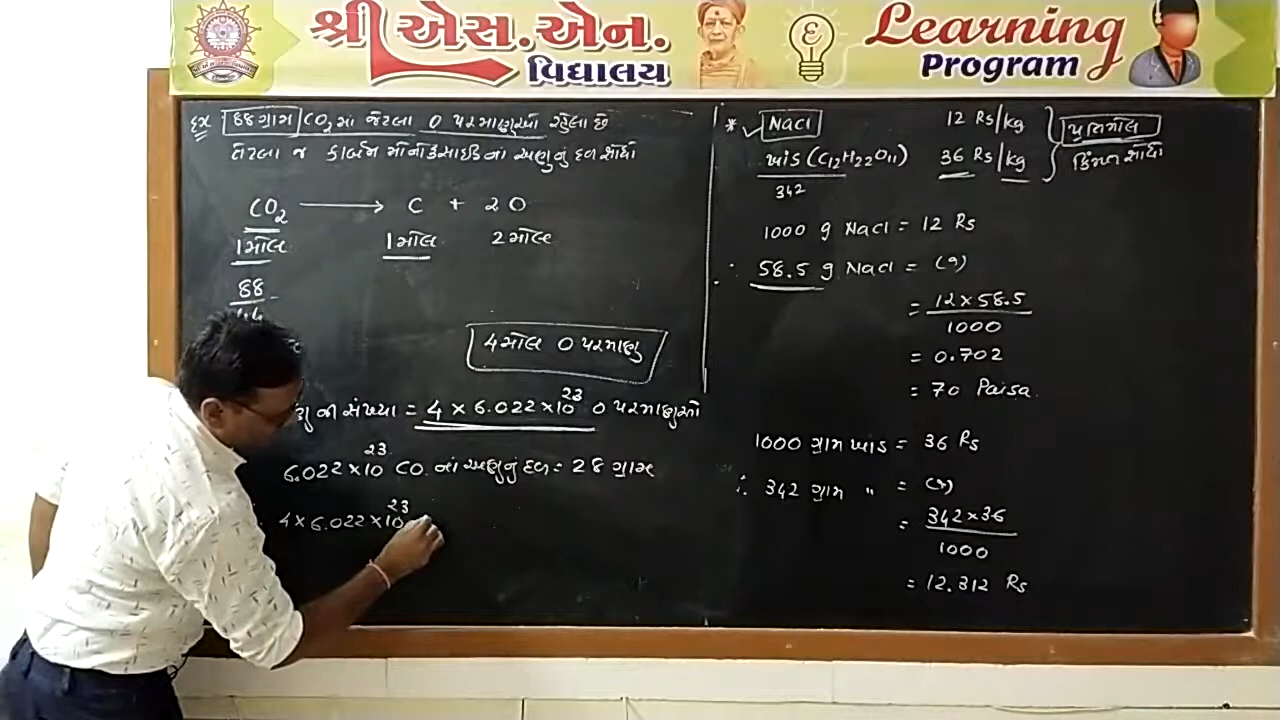 શ્રી એસ.એન.
વિદ્યાલય
Learning
Program
88 ગ્રામ CO2 માં જેટલા O પરમાણુઓ રહેલા છે
તેટલા જ કાર્બન મોનોક્સાઈડનાં અણુનું દળ શોધો
CO2 → C + 2O
1મોલ 1મોલ 2મોલ
88
44
4મોલ O પરમાણુ
ની સંખ્યા = 4 × 6.022 × 10^23 O પરમાણુઓ
6.022 × 10^23 CO નાં અણુનું દળ = 28 ગ્રામ
4 × 6.022 × 10^23
* ✓ NaCl 12 Rs/kg
ખાંડ (C12H22O11) 36 Rs/kg
342
પ્રતિમોલ
કિંમત શોધો
1000 g NaCl = 12 Rs
∴ 58.5 g NaCl = (?)
= 12 × 58.5
1000
= 0.702
= 70 Paisa
1000 ગ્રામ ખાંડ = 36 Rs
∴ 342 ગ્રામ " = (?)
= 342 × 36
1000
= 12.312 Rs